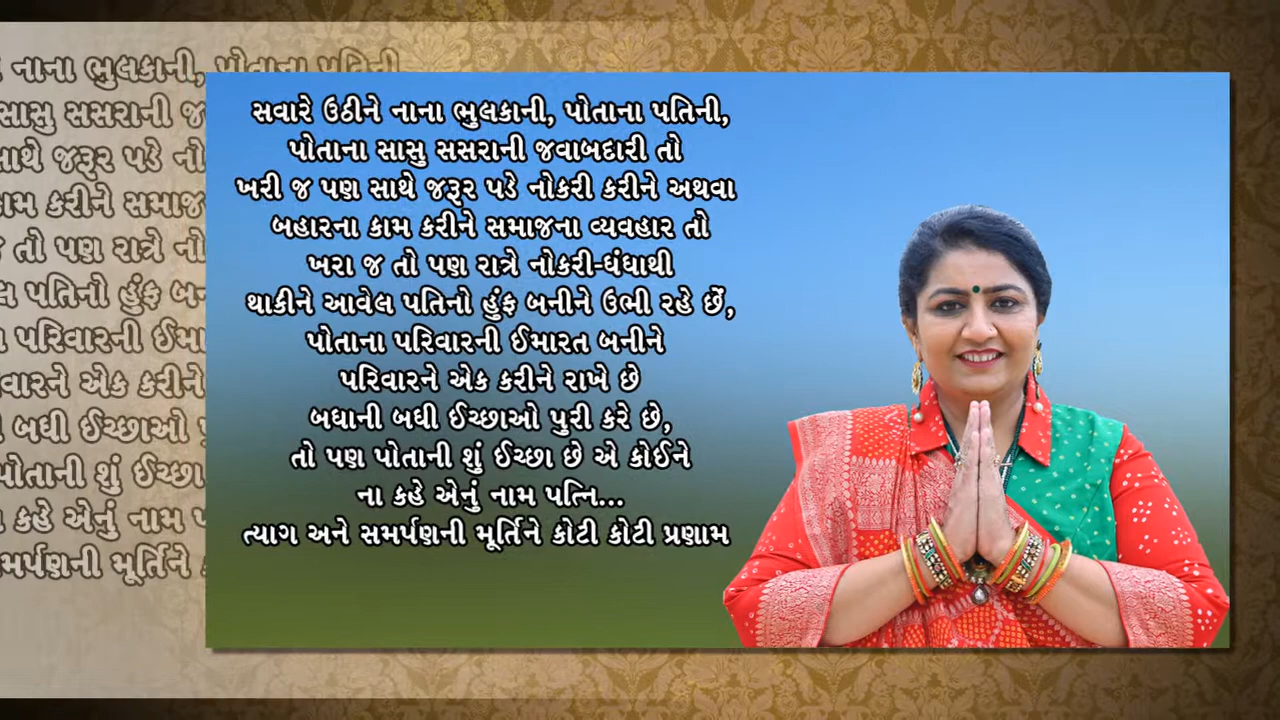 સવારે ઉઠીને નાના ભુલકાની, પોતાના પતિની,
પોતાના સાસુ સસરાની જવાબદારી તો
ખરી જ પણ સાથે જરૂર પડે નોકરી કરીને અથવા
બહારના કામ કરીને સમાજના વ્યવહાર તો
ખરા જ તો પણ રાત્રે નોકરી-ધંધાથી
થાકીને આવેલ પતિનો હુંફ બનીને ઉભી રહે છેં,
પોતાના પરિવારની ઈમારત બનીને
પરિવારને એક કરીને રાખે છે
બધાની બધી ઈચ્છાઓ પુરી કરે છે,
તો પણ પોતાની શું ઈચ્છા છે એ કોઈને
ના કહે એનું નામ પત્નિ...
ત્યાગ અને સમર્પણની મૂર્તિને કોટી કોટી પ્રણામ